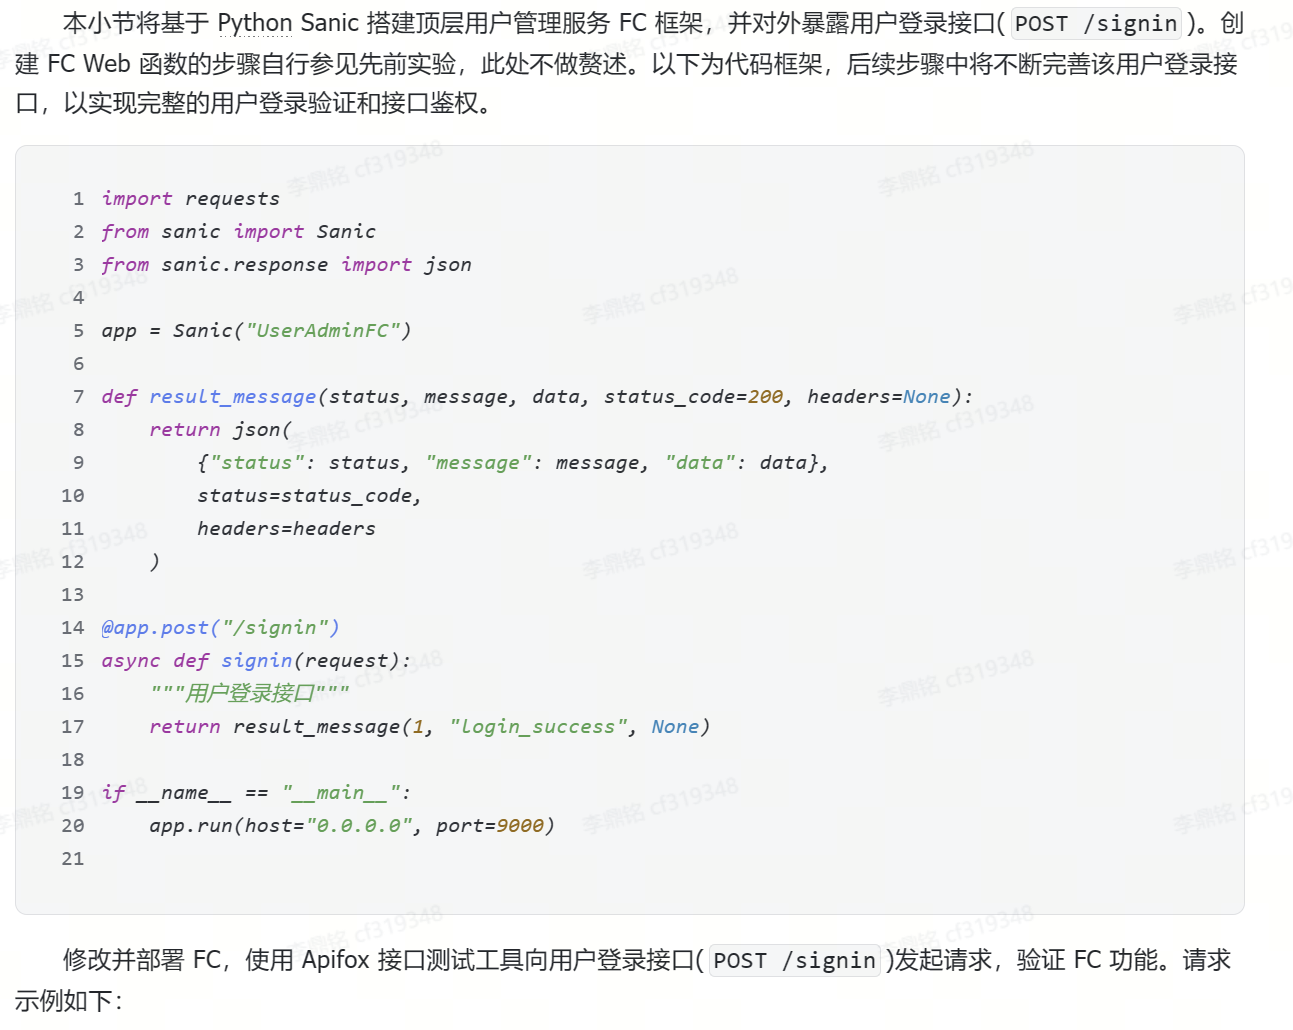 本小节将基于 Python Sanic 搭建顶层用户管理服务 FC 框架，并对外暴露用户登录接口( POST /signin )。创
建 FC Web 函数的步骤自行参见先前实验，此处不做赘述。以下为代码框架，后续步骤中将不断完善该用户登录接
口，以实现完整的用户登录验证和接口鉴权。
1 import requests
2 from sanic import Sanic
3 from sanic.response import json
4
5 app = Sanic("UserAdminFC")
6
7 def result_message(status, message, data, status_code=200, headers=None):
8     return json(
9         {"status": status, "message": message, "data": data},
10         status=status_code,
11         headers=headers
12     )
13
14 @app.post("/signin")
15 async def signin(request):
16     """用户登录接口"""
17     return result_message(1, "login_success", None)
18
19 if __name__ == "__main__":
20     app.run(host="0.0.0.0", port=9000)
21
修改并部署 FC，使用 Apifox 接口测试工具向用户登录接口( POST /signin )发起请求，验证 FC 功能。请求
示例如下：
李鼎铭 cf319348